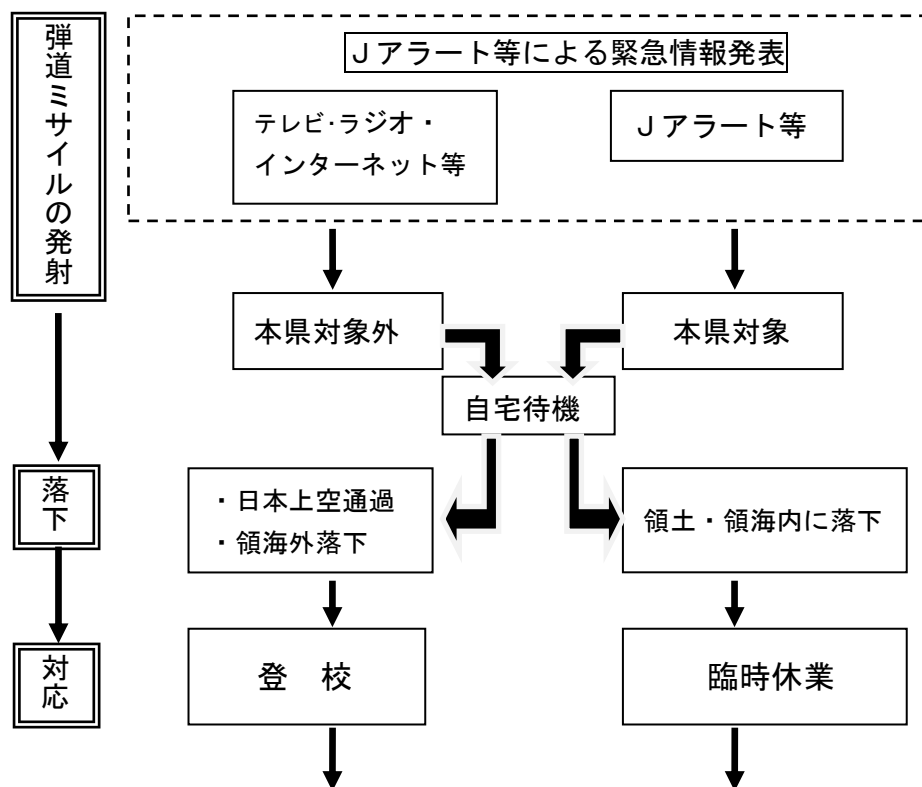 弾道ミサイルの発射
Jアラート等による緊急情報発表
テレビ･ラジオ・
インターネット等
Jアラート等
本県対象外
本県対象
自宅待機
落下
・日本上空通過
・領海外落下
領土・領海内に落下
対応
登　校
臨時休業